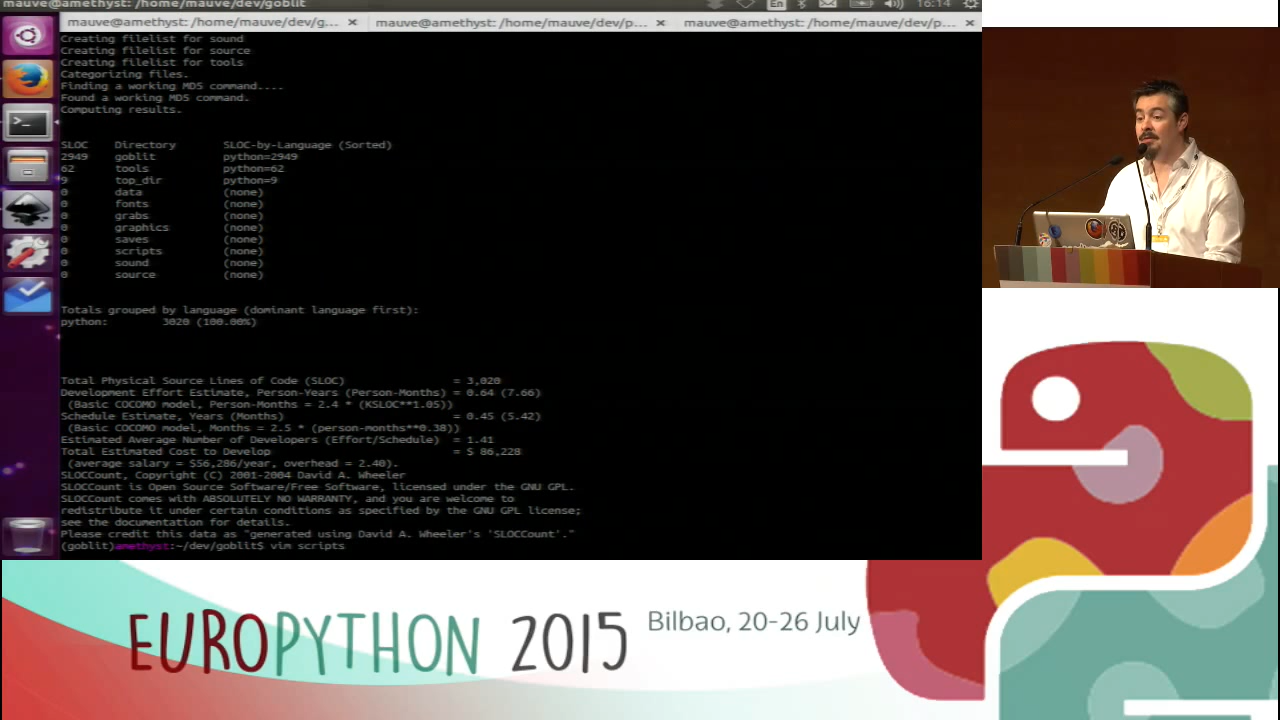 mauve@amethyst: /home/mauve/dev/goblit
En 16:14
mauve@amethyst: /home/mauve/dev/g... × mauve@amethyst: /home/mauve/dev/p... × mauve@amethyst: /home/mauve/dev/p... ×
Creating filelist for sound
Creating filelist for source
Creating filelist for tools
Categorizing files.
Finding a working MD5 command....
Found a working MD5 command.
Computing results.
SLOC Directory SLOC-by-Language (Sorted)
2949 goblit python=2949
62 tools python=62
9 top_dir python=9
0 data (none)
0 fonts (none)
0 grabs (none)
0 graphics (none)
0 saves (none)
0 scripts (none)
0 sound (none)
0 source (none)
Totals grouped by language (dominant language first):
python: 3020 (100.00%)
Total Physical Source Lines of Code (SLOC) = 3,020
Development Effort Estimate, Person-Years (Person-Months) = 0.64 (7.66)
(Basic COCOMO model, Person-Months = 2.4 * (KSLOC**1.05))
Schedule Estimate, Years (Months) = 0.45 (5.42)
(Basic COCOMO model, Months = 2.5 * (person-months**0.38))
Estimated Average Number of Developers (Effort/Schedule) = 1.41
Total Estimated Cost to Develop = $ 86,228
(average salary = $56,286/year, overhead = 2.40).
SLOCCount, Copyright (C) 2001-2004 David A. Wheeler
SLOCCount is Open Source Software/Free Software, licensed under the GNU GPL.
SLOCCount comes with ABSOLUTELY NO WARRANTY, and you are welcome to
redistribute it under certain conditions as specified by the GNU GPL license;
see the documentation for details.
Please credit this data as "generated using David A. Wheeler's 'SLOCCount'."
(goblit)amethyst:~/dev/goblit$ vim scripts
EUROPYTHON 2015 Bilbao, 20-26 July